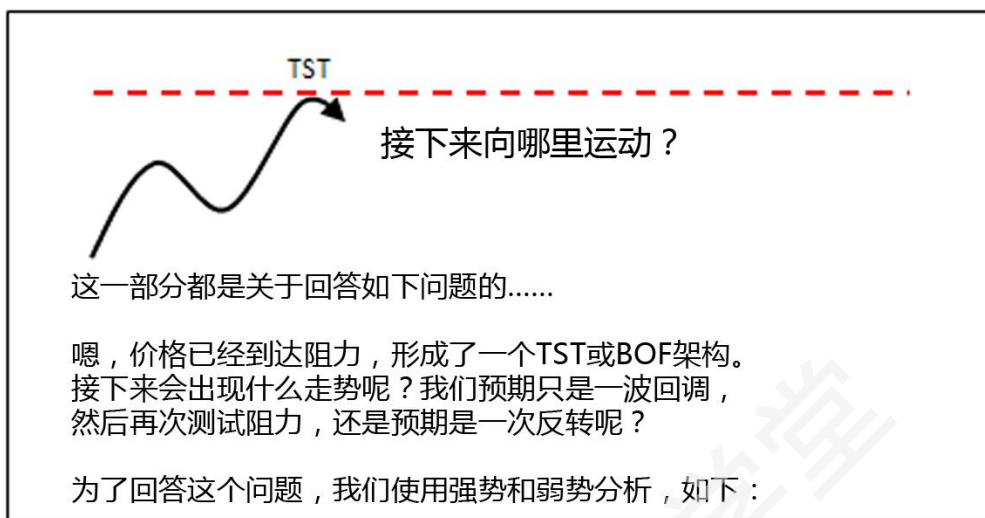 TST
接下来向哪里运动？
这一部分都是关于回答如下问题的......
嗯，价格已经到达阻力，形成了一个TST或BOF架构。
接下来会出现什么走势呢？我们预期只是一波回调，
然后再次测试阻力，还是预期是一次反转呢？
为了回答这个问题，我们使用强势和弱势分析，如下：
学堂